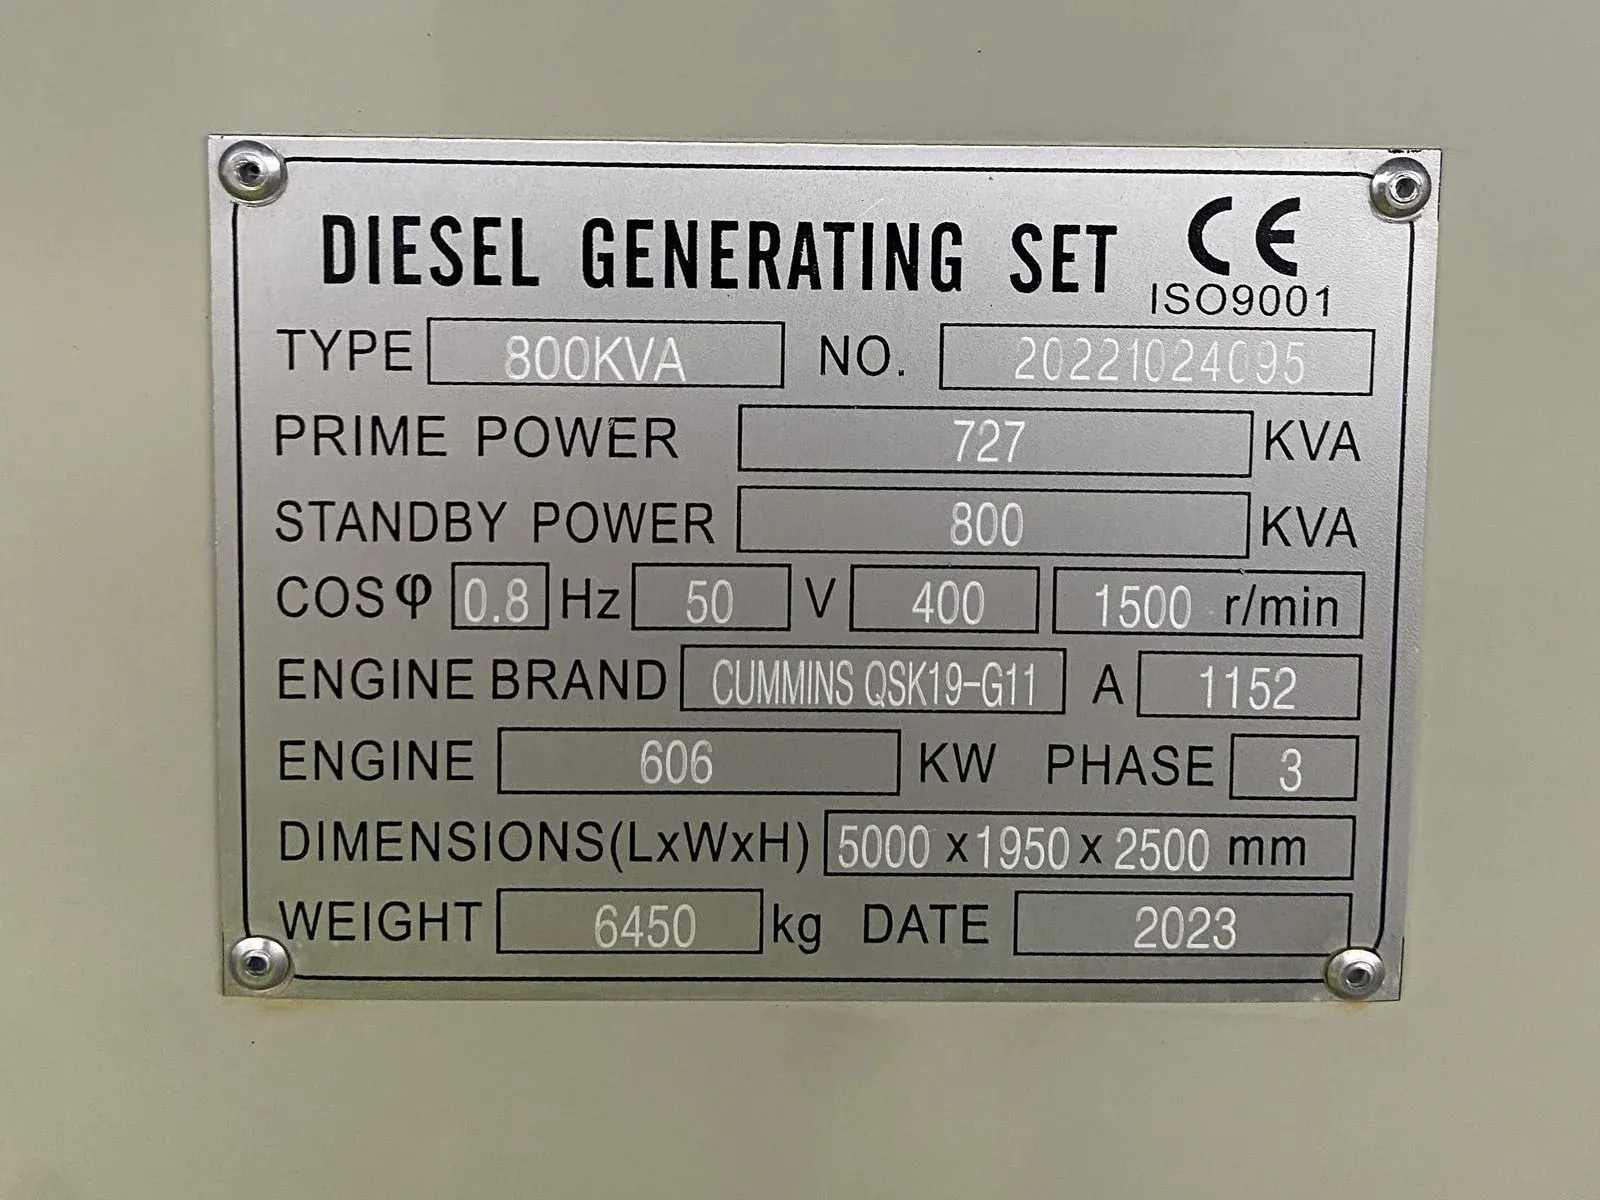 DIESEL GENERATING SET CE
ISO9001
TYPE 800KVA NO. 20221024095
PRIME POWER 727 KVA
STANDBY POWER 800 KVA
COSφ 0.8 Hz 50 V 400 1500 r/min
ENGINE BRAND CUMMINS QSK19-G11 A 1152
ENGINE 606 KW PHASE 3
DIMENSIONS(LxWxH) 5000 x 1950 x 2500 mm
WEIGHT 6450 kg DATE 2023